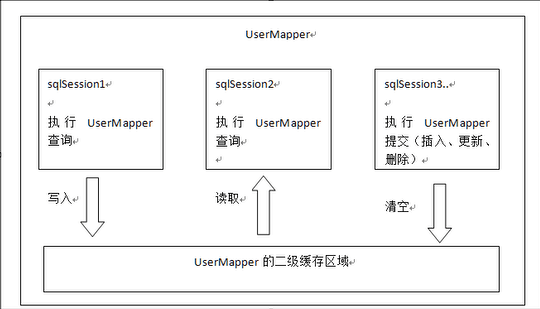 UserMapper
sqlSession1
执行 UserMapper
查询
sqlSession2
执行 UserMapper
查询
sqlSession3..
执行 UserMapper
提交（插入、更新、
删除）
写入
读取
清空
UserMapper 的二级缓存区域